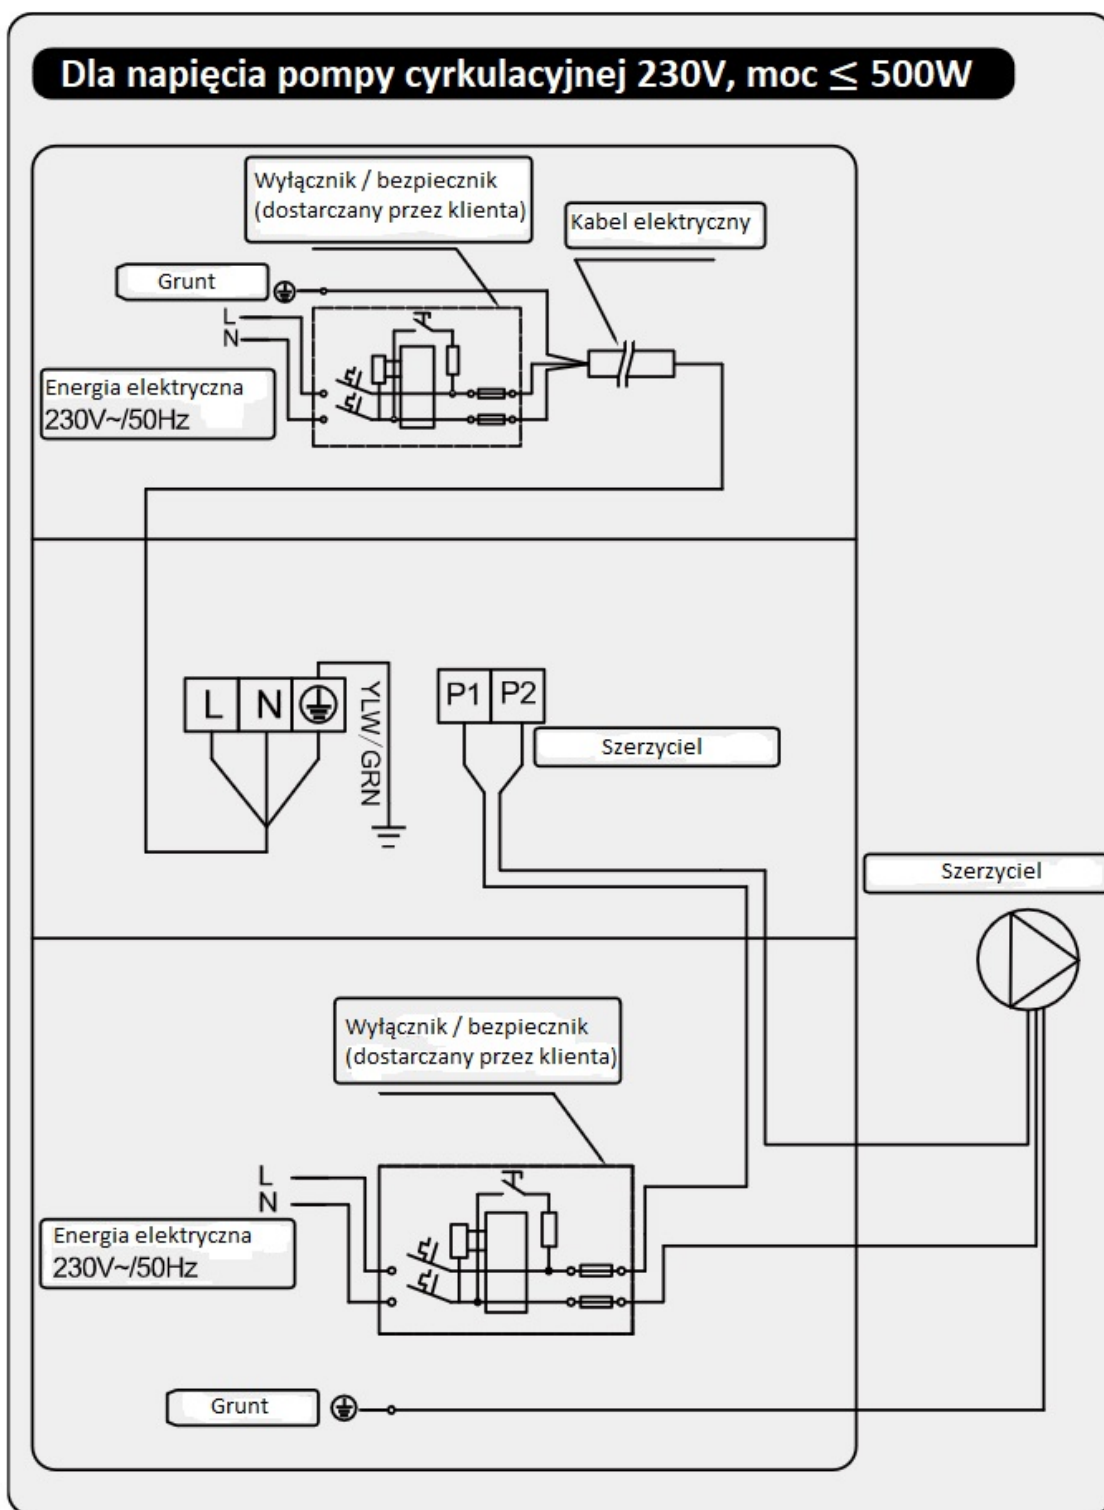 Dla napięcia pompy cyrkulacyjnej 230V, moc ≤ 500W
Wyłącznik / bezpiecznik
(dostarczany przez klienta)
Kabel elektryczny
Grunt
L
N
Energia elektryczna
230V~/50Hz
L N
YLW/GRN
P1 P2
Szerzyciel
Szerzyciel
Wyłącznik / bezpiecznik
(dostarczany przez klienta)
L
N
Energia elektryczna
230V~/50Hz
Grunt